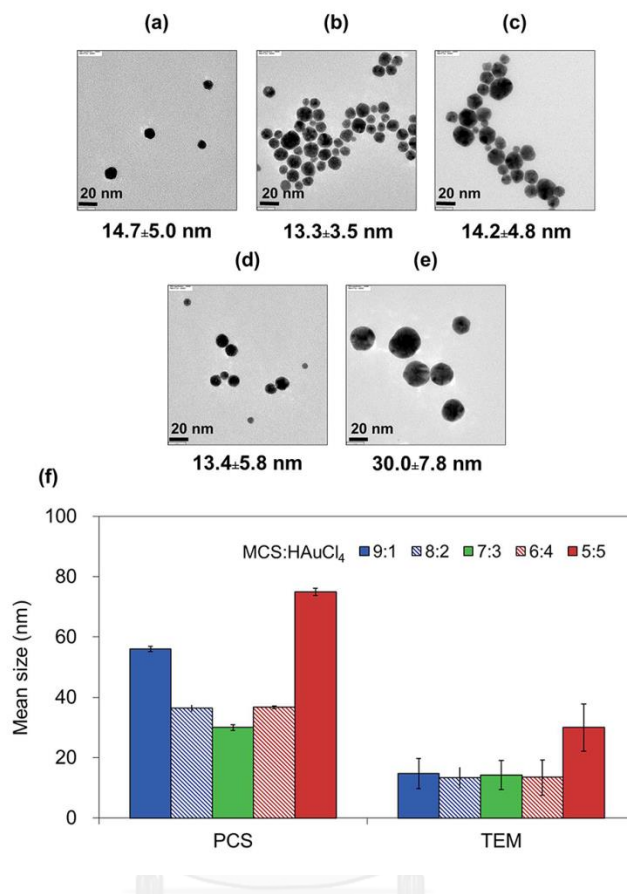 (a) (b) (c)
20 nm 20 nm 20 nm
14.7±5.0 nm 13.3±3.5 nm 14.2±4.8 nm
(d) (e)
20 nm 20 nm
13.4±5.8 nm 30.0±7.8 nm
(f)
100
MCS:HAuCl₄ 9:1 8:2 7:3 6:4 5:5
80
60
40
20
0
Mean size (nm)
PCS TEM